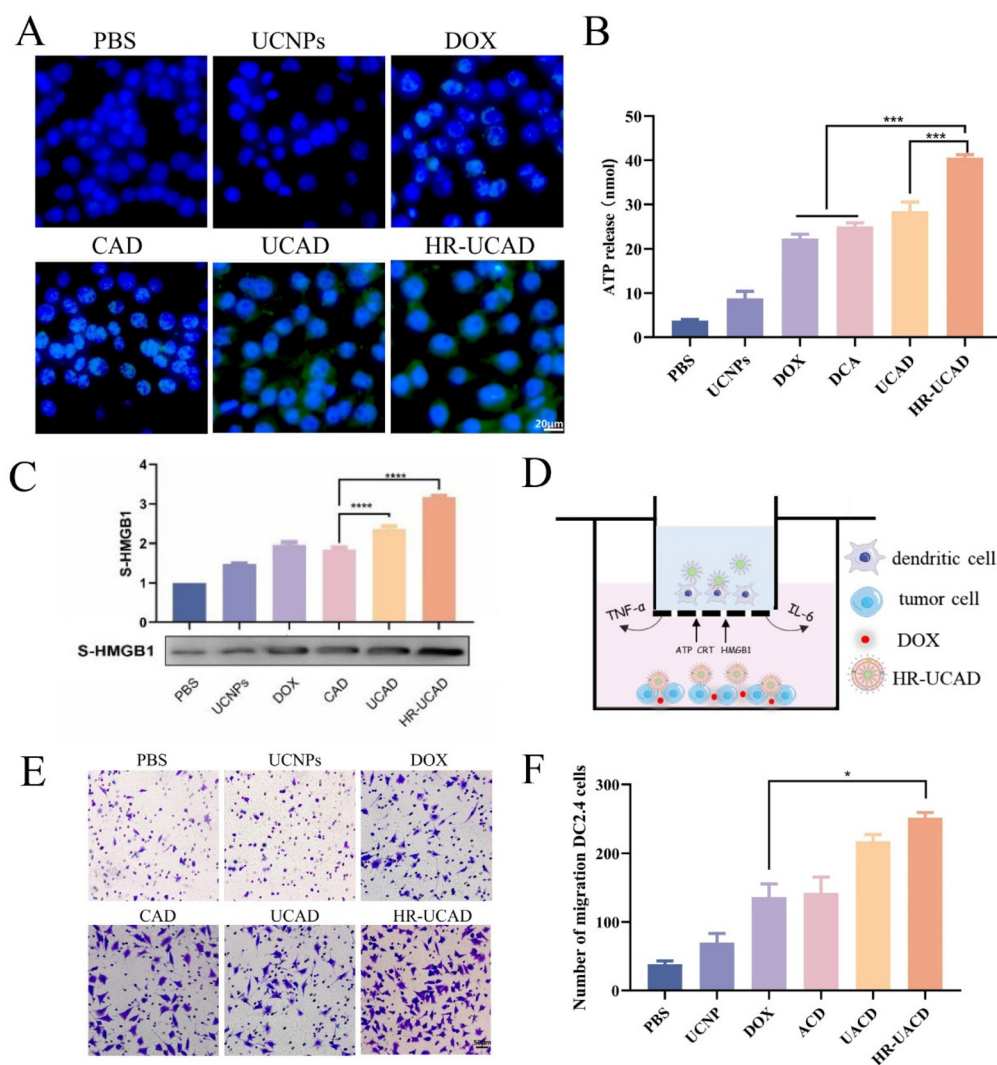 A
PBS
UCNPs
DOX
CAD
UCAD
HR-UCAD
20μm
B
ATP release (nmol)
50
40
30
20
10
0
***
***
PBS
UCNPs
DOX
DCA
UCAD
HR-UCAD
C
S-HMGB1
4
3
2
1
0
****
****
S-HMGB1
PBS
UCNPs
DOX
CAD
UCAD
HR-UCAD
D
TNF-α
IL-6
ATP CRT HMGB1
dendritic cell
tumor cell
DOX
HR-UCAD
E
PBS
UCNPs
DOX
CAD
UCAD
HR-UCAD
50μm
F
Number of migration DC2.4 cells
300
200
100
0
*
PBS
UCNP
DOX
ACD
UACD
HR-UACD